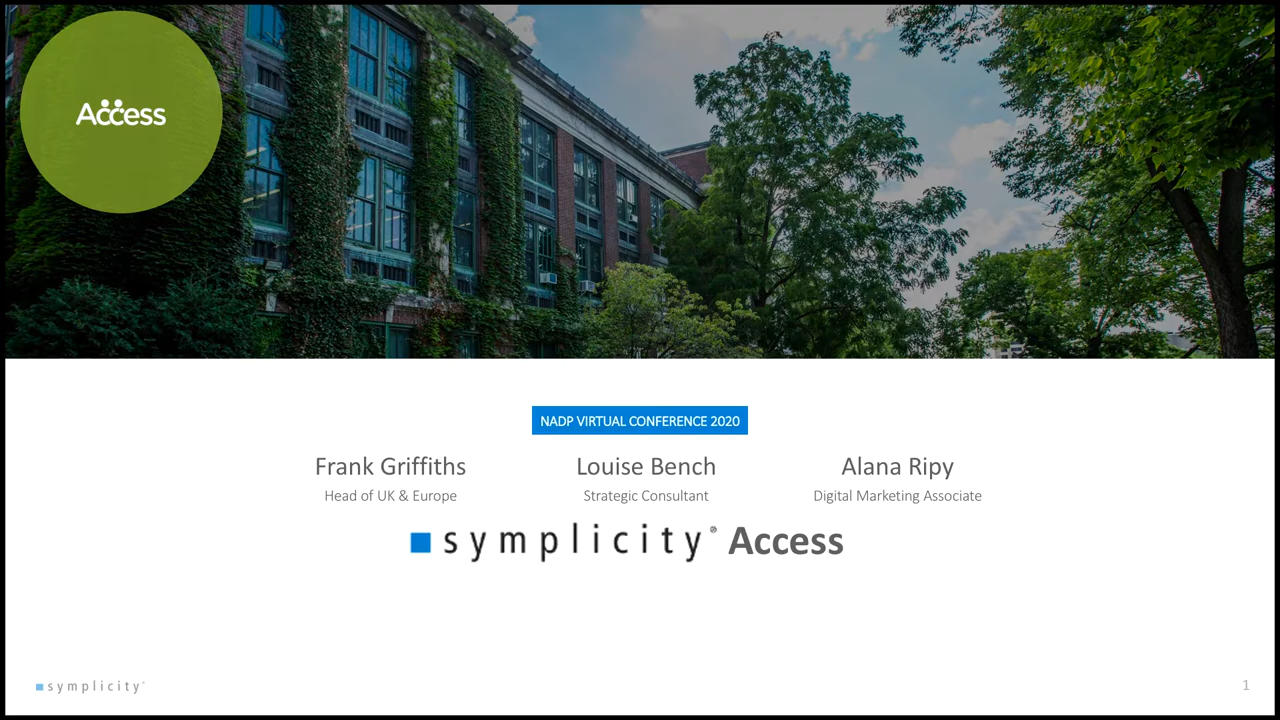 Access
NADP VIRTUAL CONFERENCE 2020
Frank Griffiths
Louise Bench
Alana Ripy
Head of UK & Europe
Strategic Consultant
Digital Marketing Associate
symplicity® Access
symplicity®
1